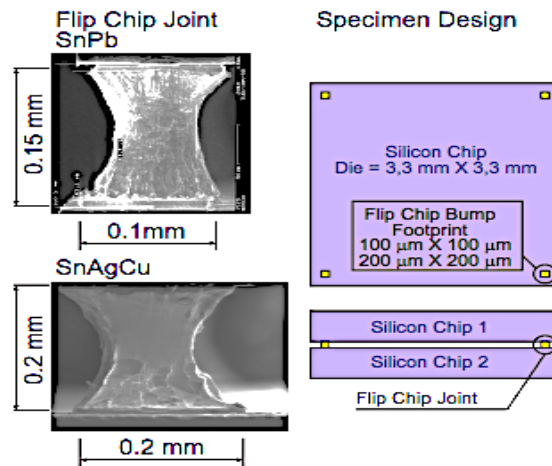 Flip Chip Joint
SnPb
0.15 mm
0.1mm
SnAgCu
0.2 mm
0.2 mm
Specimen Design
Silicon Chip
Die = 3,3 mm X 3,3 mm
Flip Chip Bump
Footprint
100 µm X 100 µm
200 µm X 200 µm
Silicon Chip 1
Silicon Chip 2
Flip Chip Joint